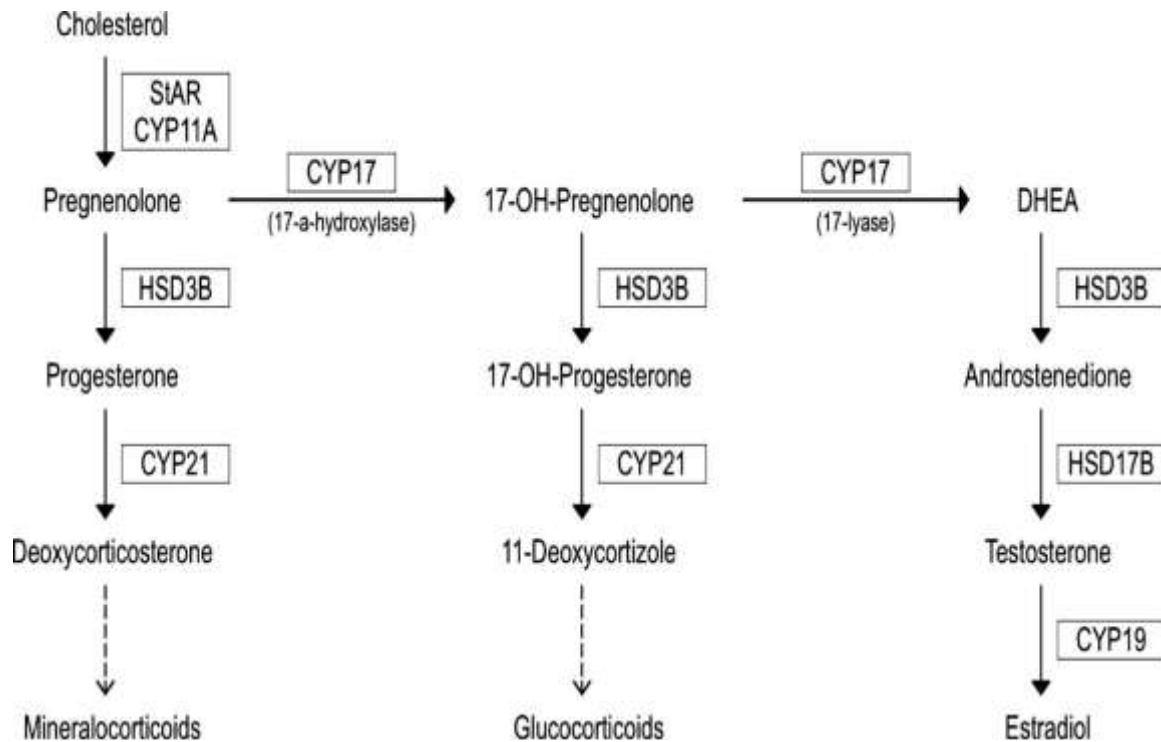 Cholesterol
StAR
CYP11A
CYP17
CYP17
Pregnenolone
17-OH-Pregnenolone
DHEA
(17-a-hydroxylase)
(17-lyase)
HSD3B
HSD3B
HSD3B
Progesterone
17-OH-Progesterone
Androstenedione
CYP21
CYP21
HSD17B
Deoxycorticosterone
11-Deoxycortizole
Testosterone
CYP19
Mineralocorticoids
Glucocorticoids
Estradiol